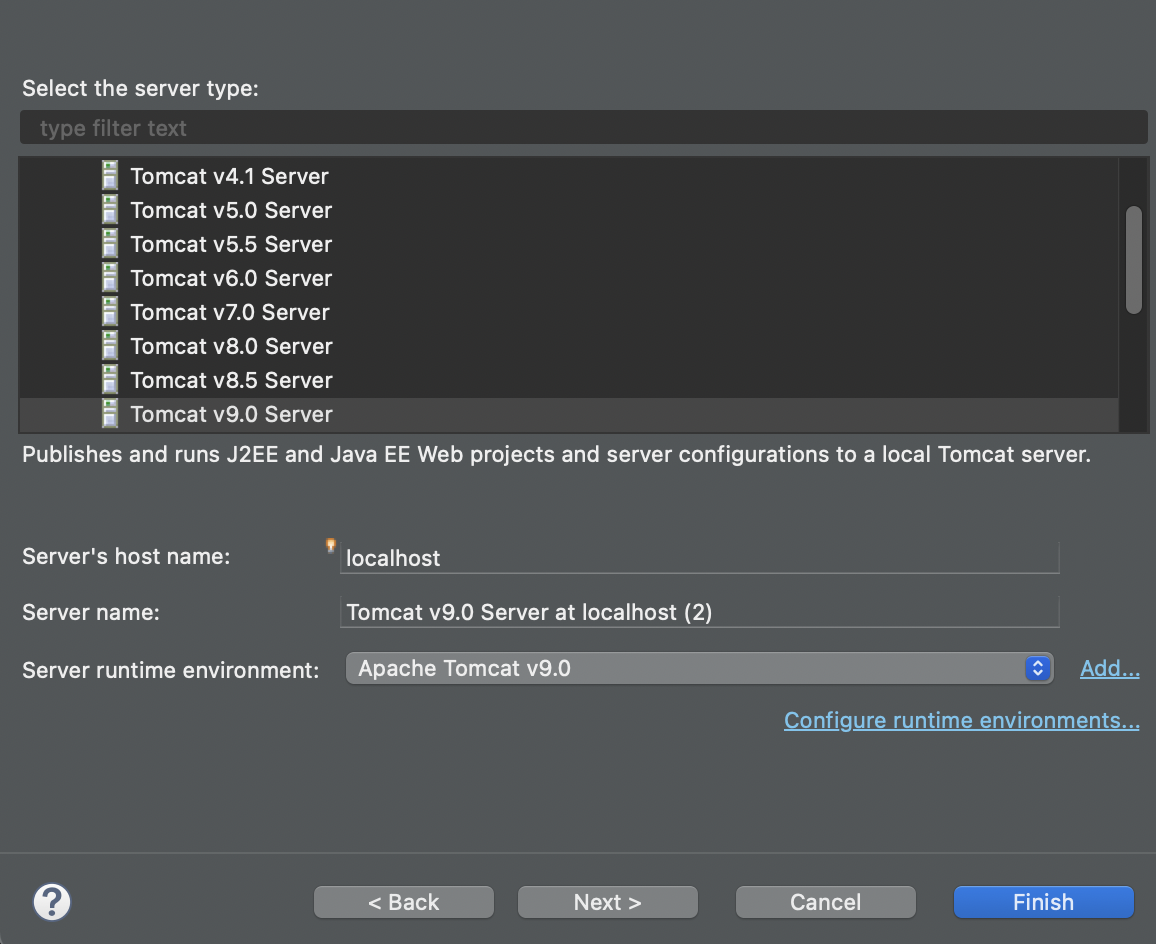 Select the server type:
type filter text
Tomcat v4.1 Server
Tomcat v5.0 Server
Tomcat v5.5 Server
Tomcat v6.0 Server
Tomcat v7.0 Server
Tomcat v8.0 Server
Tomcat v8.5 Server
Tomcat v9.0 Server
Publishes and runs J2EE and Java EE Web projects and server configurations to a local Tomcat server.
Server's host name: localhost
Server name: Tomcat v9.0 Server at localhost (2)
Server runtime environment: Apache Tomcat v9.0 Add...
Configure runtime environments...
? < Back Next > Cancel Finish